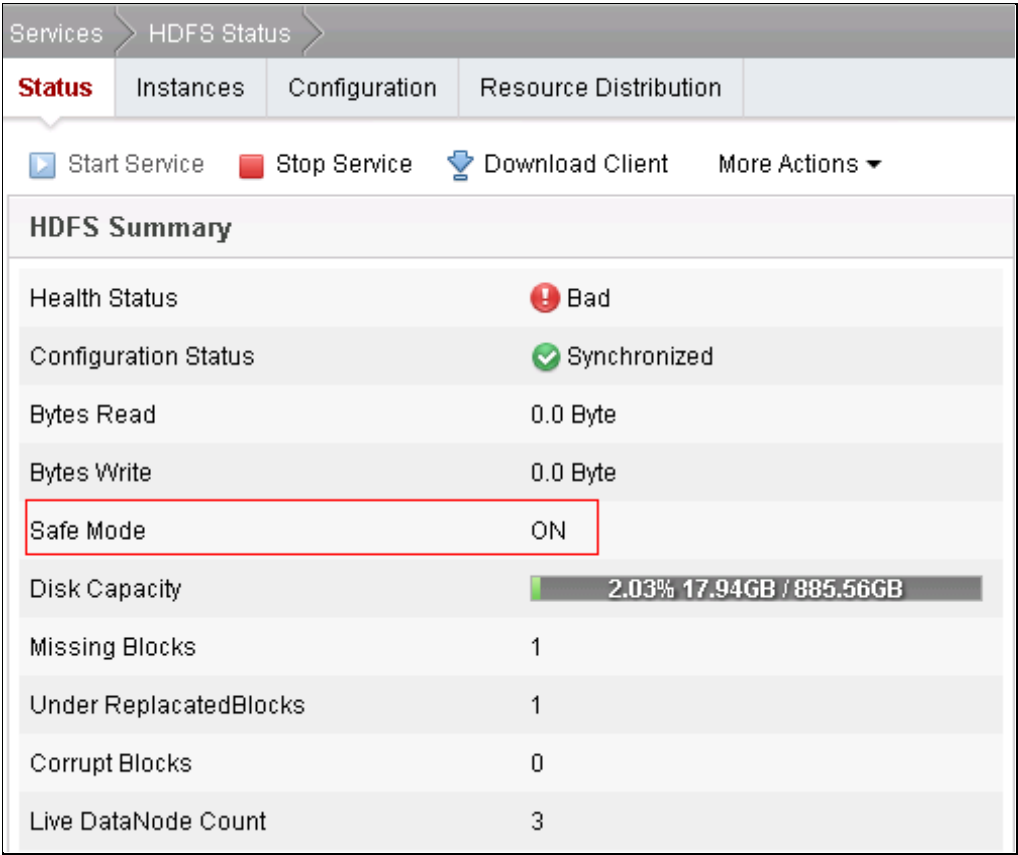 Services HDFS Status
Status Instances Configuration Resource Distribution
Start Service Stop Service Download Client More Actions
HDFS Summary
Health Status Bad
Configuration Status Synchronized
Bytes Read 0.0 Byte
Bytes Write 0.0 Byte
Safe Mode ON
Disk Capacity 2.03% 17.94GB / 885.56GB
Missing Blocks 1
Under ReplacatedBlocks 1
Corrupt Blocks 0
Live DataNode Count 3